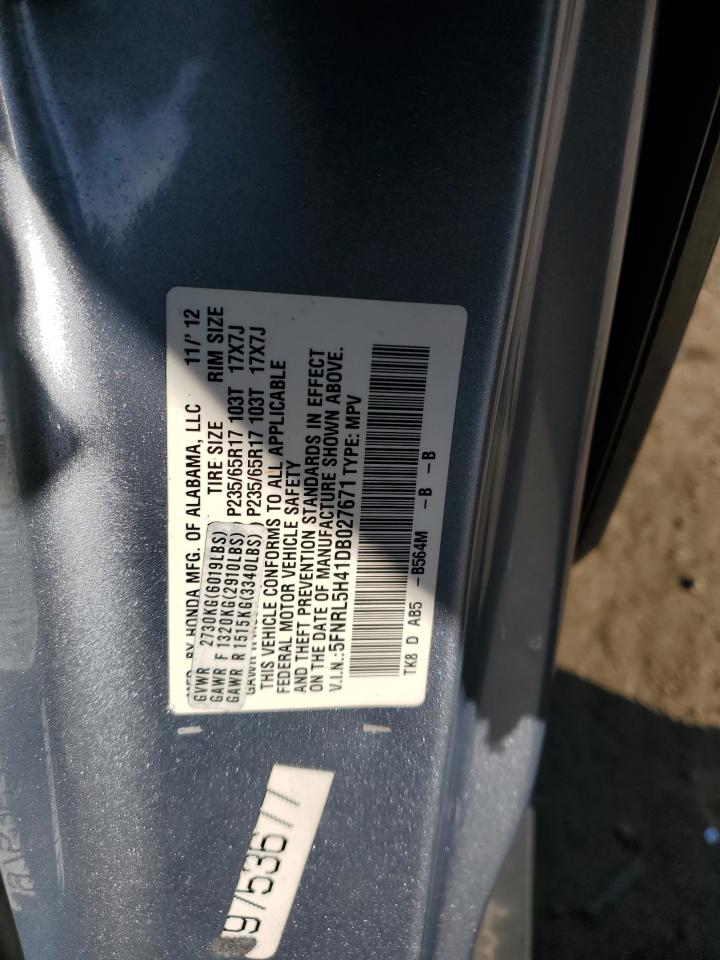 MFD. BY HONDA MFG. OF ALABAMA, LLC 11/'12
TIRE SIZE RIM SIZE
GVWR 2730KG(6019LBS)
GAWR F 1320KG(2910LBS) P235/65R17 103T 17X7J
GAWR R 1515KG(3340LBS) P235/65R17 103T 17X7J
THIS VEHICLE CONFORMS TO ALL APPLICABLE
FEDERAL MOTOR VEHICLE SAFETY
AND THEFT PREVENTION STANDARDS IN EFFECT
ON THE DATE OF MANUFACTURE SHOWN ABOVE.
V.I.N.:5FNRL5H41DB027671 TYPE: MPV
TK8 D AB5 -B564M -B -B
9753677